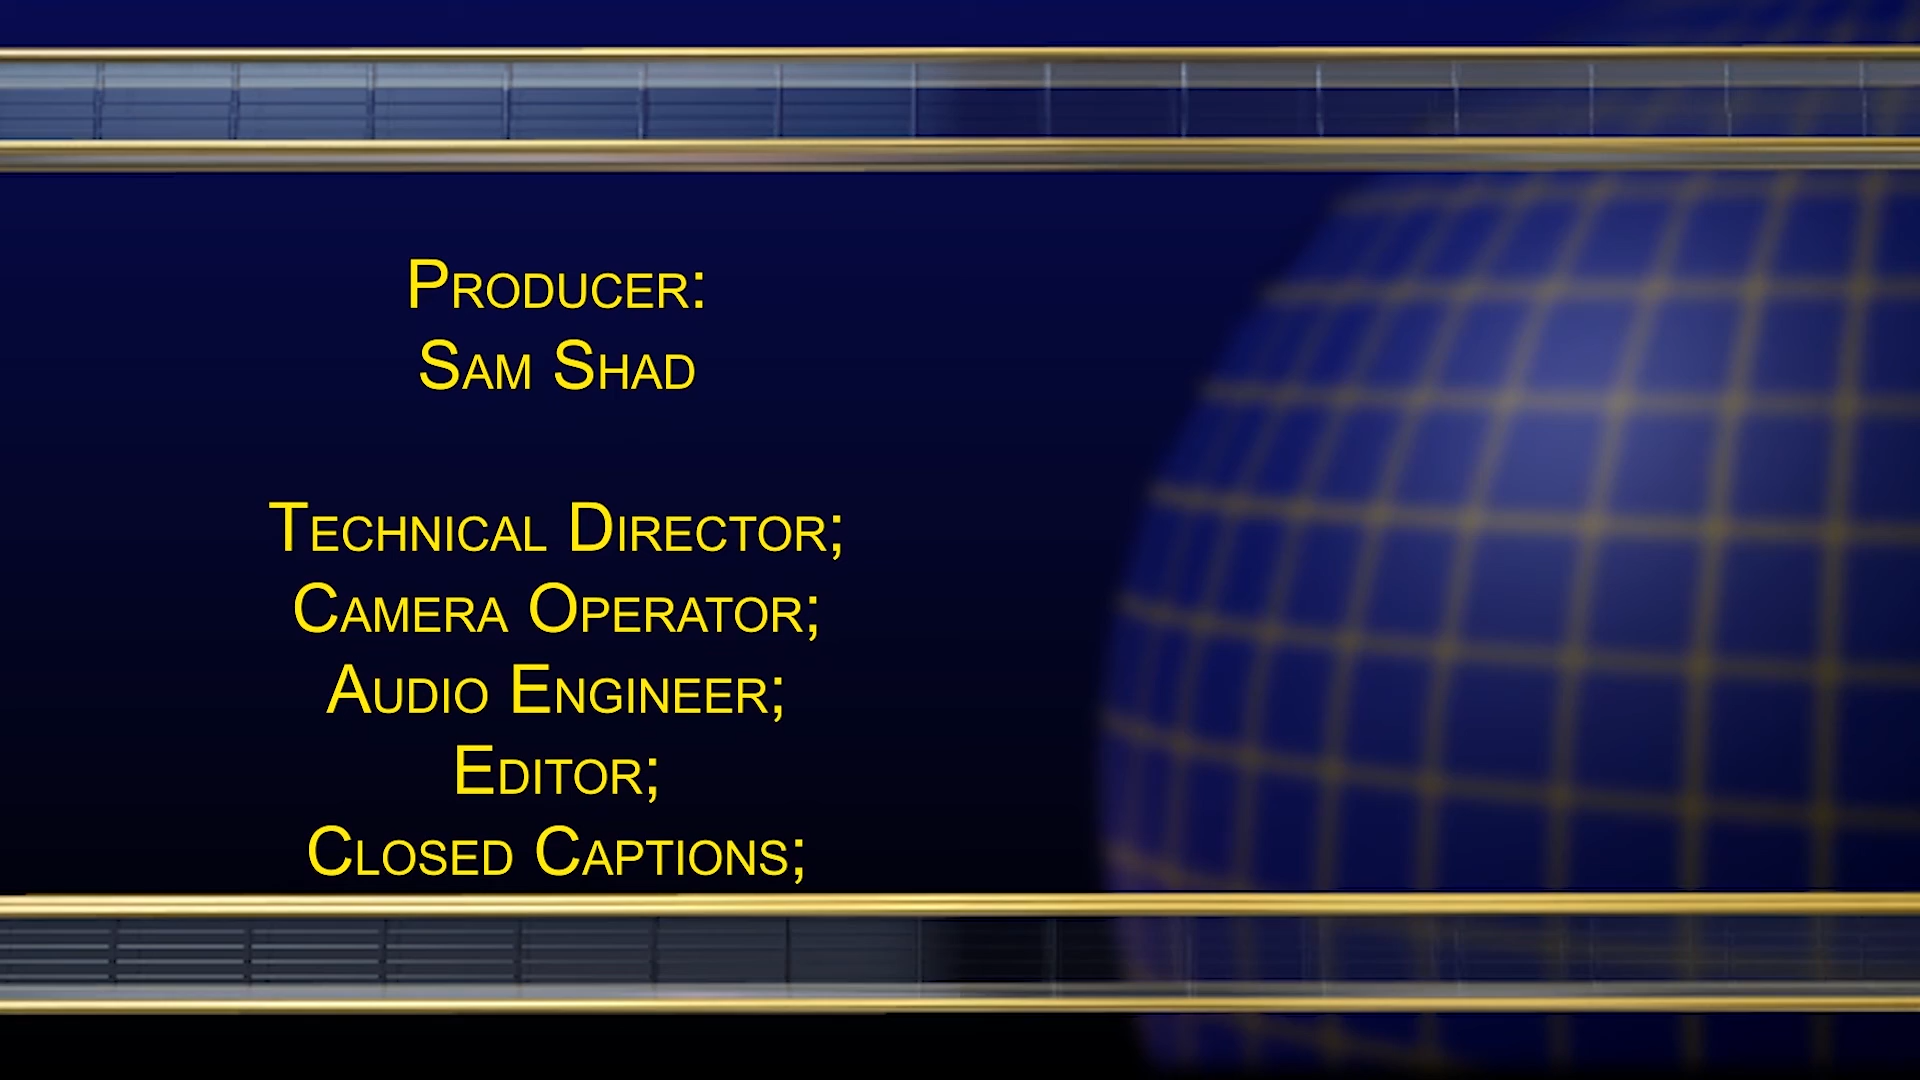 Producer:
Sam Shad
Technical Director;
Camera Operator;
Audio Engineer;
Editor;
Closed Captions;